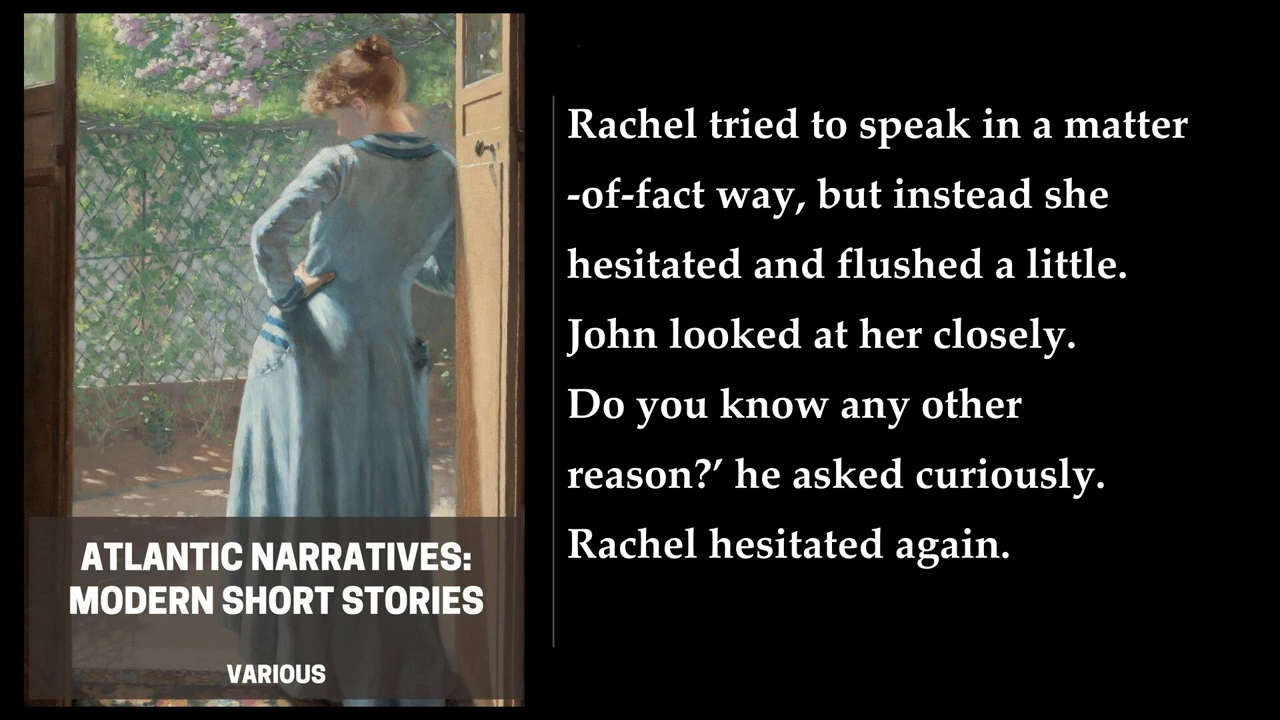 Rachel tried to speak in a matter
-of-fact way, but instead she
hesitated and flushed a little.
John looked at her closely.
Do you know any other
reason?’ he asked curiously.
Rachel hesitated again.
ATLANTIC NARRATIVES:
MODERN SHORT STORIES
VARIOUS